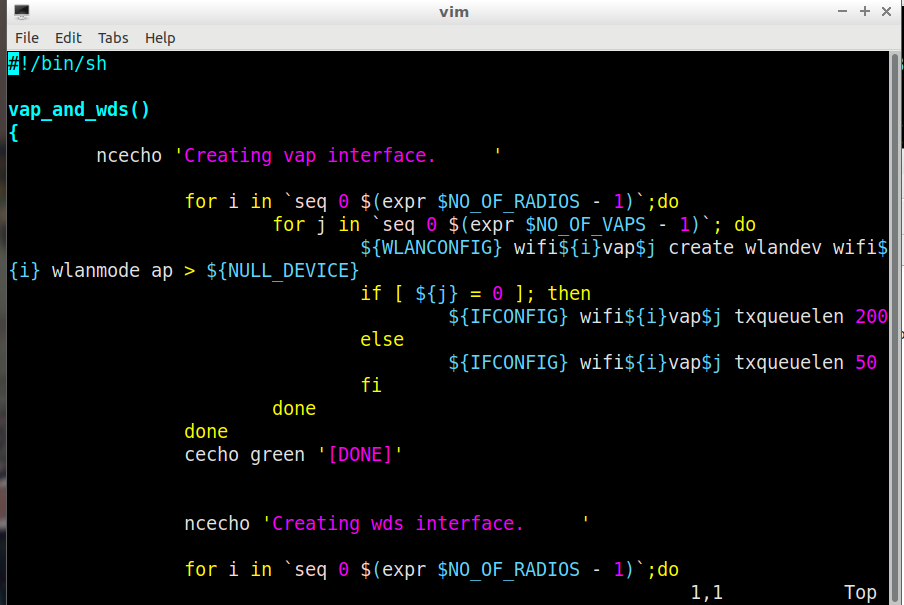 vim
File Edit Tabs Help
#!/bin/sh
vap_and_wds()
{
        ncecho 'Creating vap interface.     '
                for i in `seq 0 $(expr $NO_OF_RADIOS - 1)`;do
                        for j in `seq 0 $(expr $NO_OF_VAPS - 1)`; do
                                ${WLANCONFIG} wifi${i}vap$j create wlandev wifi$
{i} wlanmode ap > ${NULL_DEVICE}
                                if [ ${j} = 0 ]; then
                                        ${IFCONFIG} wifi${i}vap$j txqueuelen 200
                                else
                                        ${IFCONFIG} wifi${i}vap$j txqueuelen 50
                                fi
                        done
                done
                cecho green '[DONE]'
                ncecho 'Creating wds interface.     '
                for i in `seq 0 $(expr $NO_OF_RADIOS - 1)`;do
1,1 Top